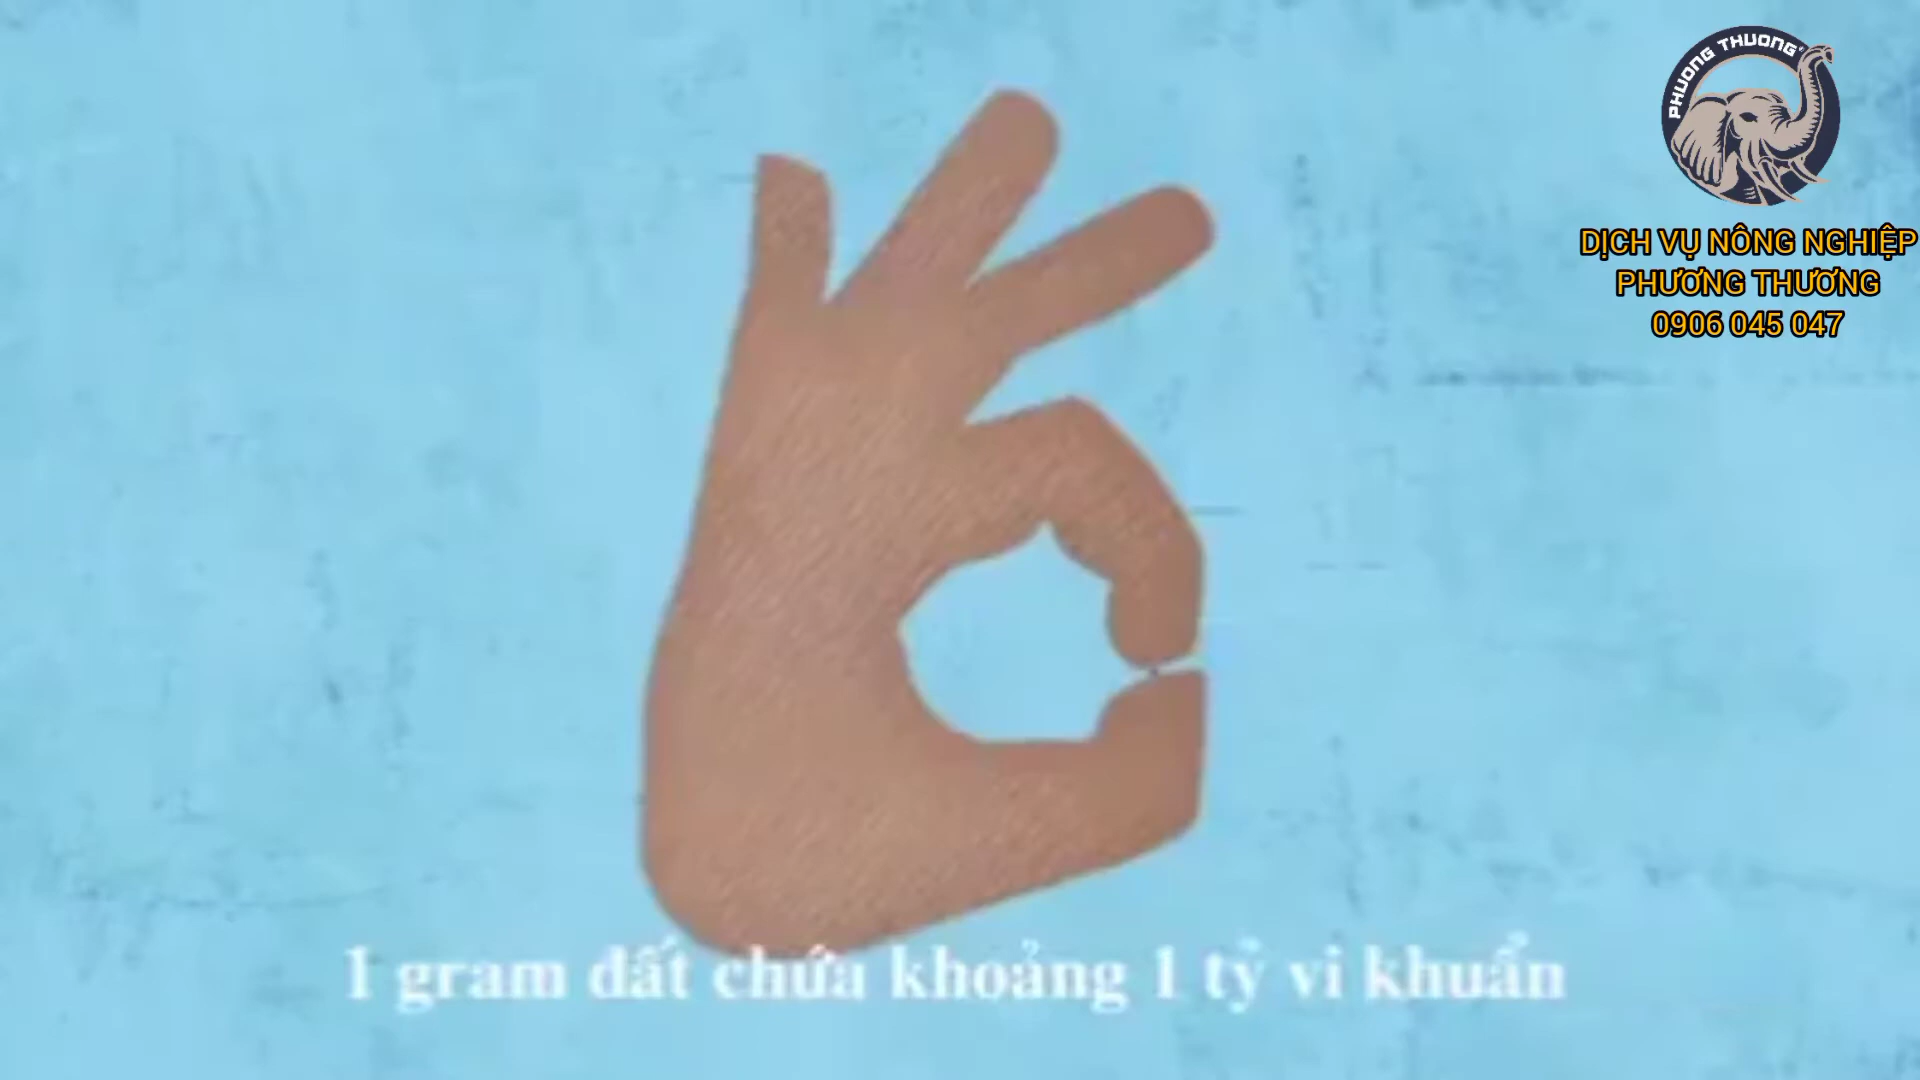 PHUONG THUONG
DỊCH VỤ NÔNG NGHIỆP
PHƯƠNG THƯƠNG
0906 045 047
1 gram đất chứa khoảng 1 tỷ vi khuẩn